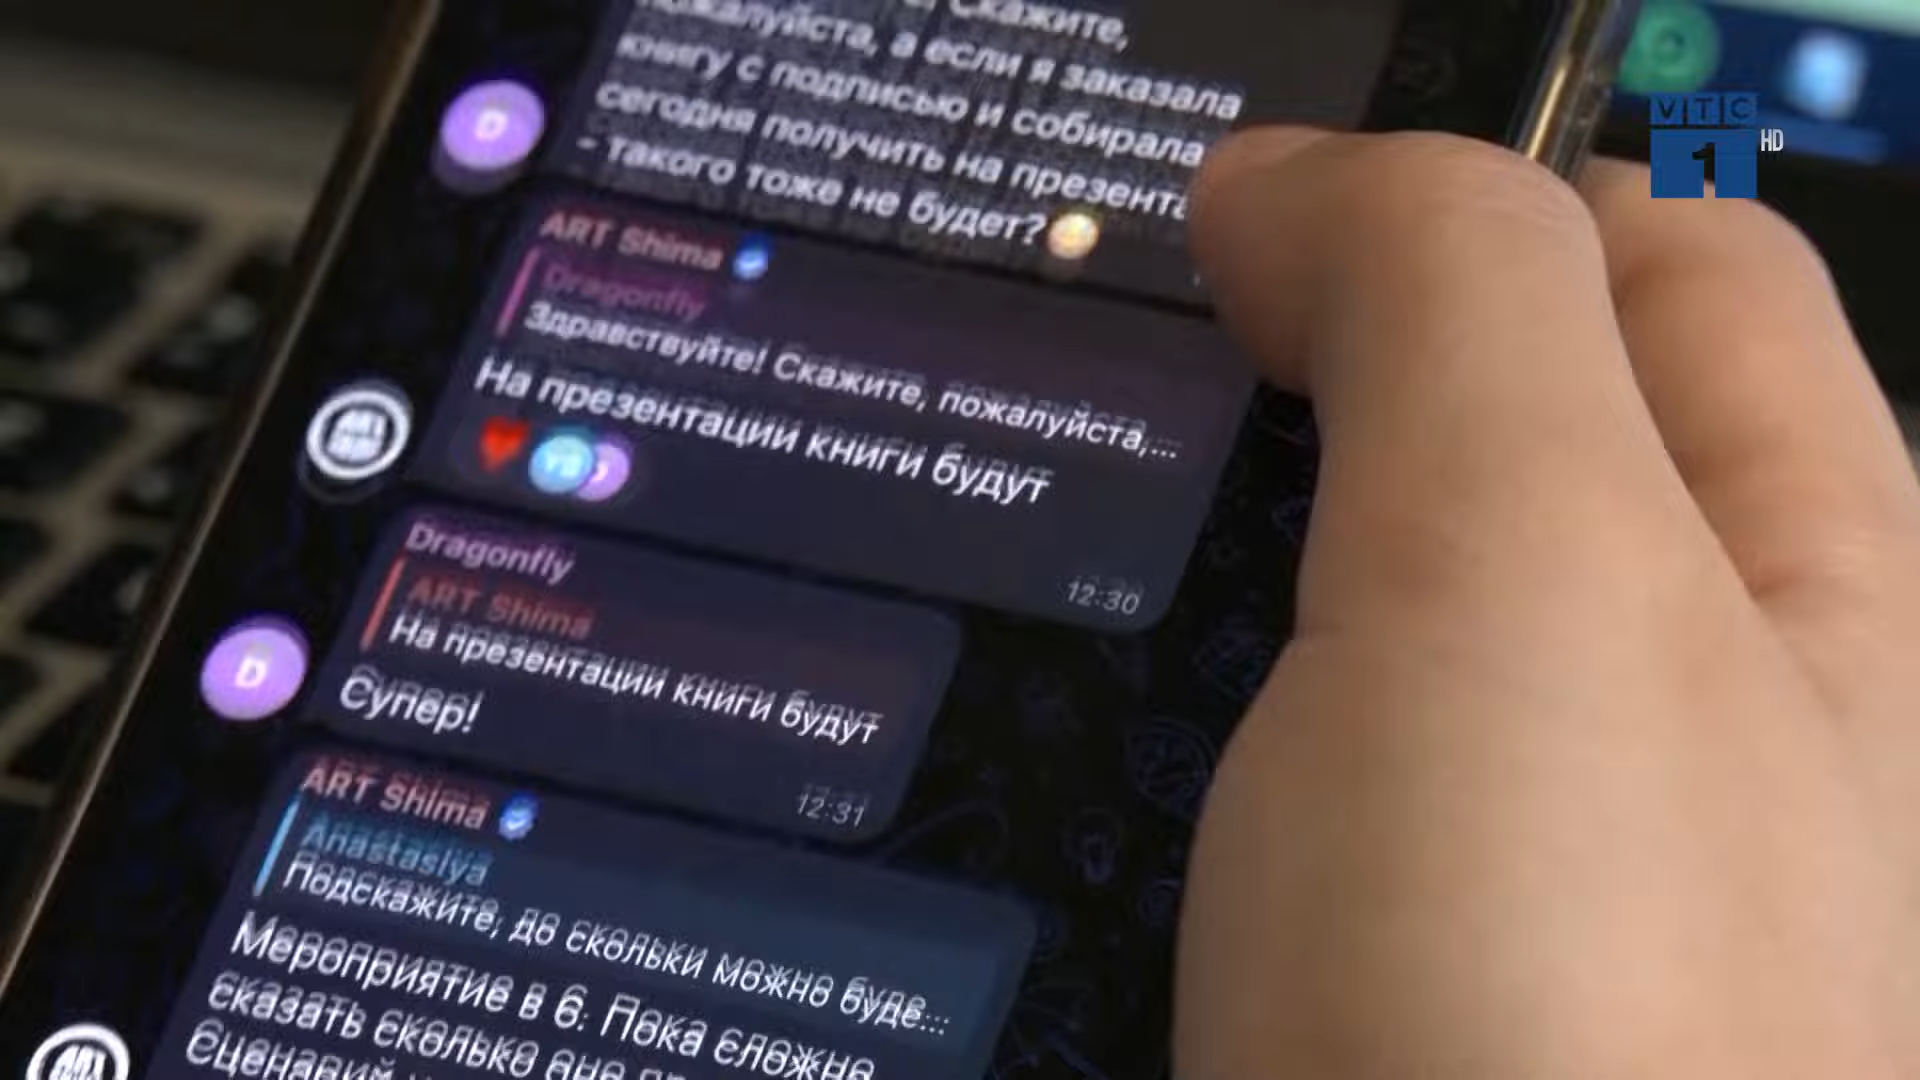 Скажите,
пожалуйста, а если я заказала
книгу с подписью и собирала
сегодня получить на презента
- такого тоже не будет?
D
ART Shima
Dragonfly
Здравствуйте! Скажите, пожалуйста,...
На презентации книги будут
12:30
Dragonfly
ART Shima
На презентации книги будут
Супер!
D
12:31
ART Shima
Anastasiya
Подскажите, до скольки можно буде...
Мероприятие в 6. Пока сложно
сказать сколько оно
Сценарий
VTC
1 HD